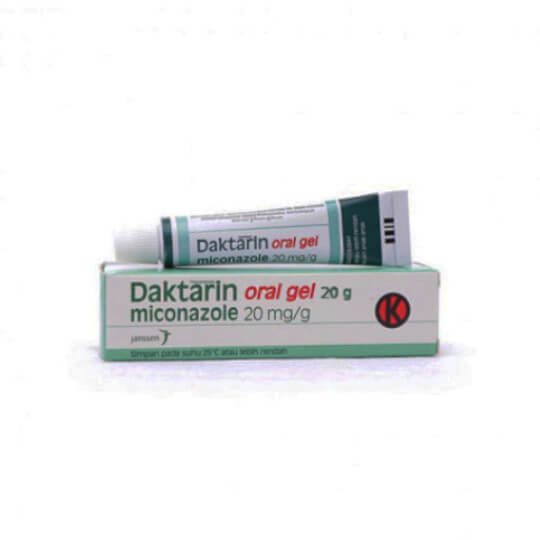 Daktarin oral gel
miconazole 20 mg/g
Daktarin oral gel 20 g
miconazole 20 mg/g
K
janssen
Simpan pada suhu 25°C atau lebih rendah